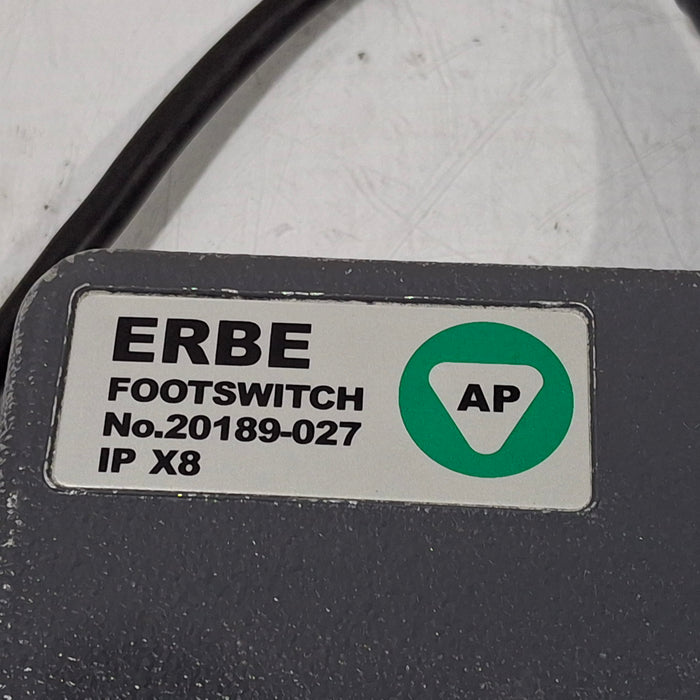 ERBE
FOOTSWITCH
No.20189-027
IP X8
AP